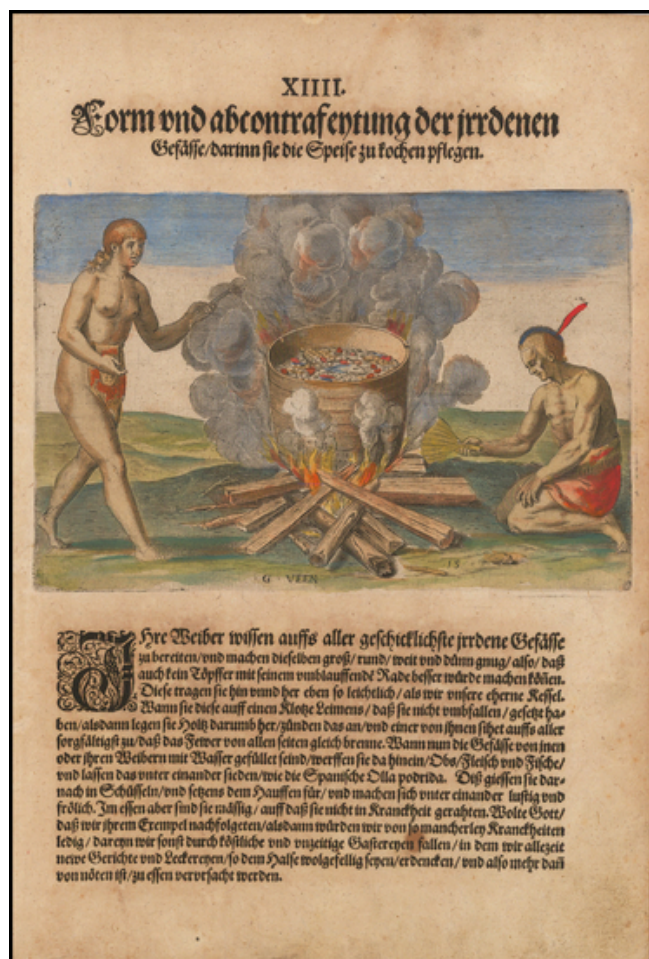 XIIII.
Form vnd abcontrafeytung der jrrdenen
Gefässe/darinn sie die Speise zu kochen pflegen.
G VEEN
15
IHre Weiber wissen auffs aller geschicklichste jrrdene Gefässe
zu bereiten/vnd machen dieselben groß/rund/weit vnd dünn gnug/also/daß
auch kein Töpffer mit seinem vmblauffendē Rade besser würde machen köñen.
Diese tragen sie hin vnnd her eben so leichtlich/als wir vnsere eherne Kessel.
Wann sie diese auff einen Klotze Leimens/daß sie nicht vmbfallen/gesetzt ha-
ben/alsdann legen sie Holtz darumb her/zünden das an/vnd einer von ihnen sihet auffs aller
sorgfältigst zu/daß das Fewer von allen seiten gleich brenne. Wann nun die Gefässe von jnen
oder jhren Weibern mit Wasser gefüllet seind/werffen sie da hinein/Obs/Fleisch vnd Fische/
vnd lassen das vnter einander sieden/wie die Spanische Olla podrida. Diß giessen sie dar-
nach in Schüsseln/vnd setzens dem Hauffen für/vnd machen sich vnter einander lustig vnd
frölich. Im essen aber sind sie mässig/auff daß sie nicht in Kranckheit gerahten. Wolte Gott/
daß wir jhrem Exempel nachfolgeten/alsdann würden wir von so mancherley Kranckheiten
ledig/dareyn wir sonst durch köstliche vnd vnzeitige Gastereyen fallen/in dem wir allezeit
newe Gerichte vnd Leckereyen/so dem Halse wolgefellig seyen/erdencken/vnd also mehr dañ
von nöten ist/zu essen vervrsacht werden.